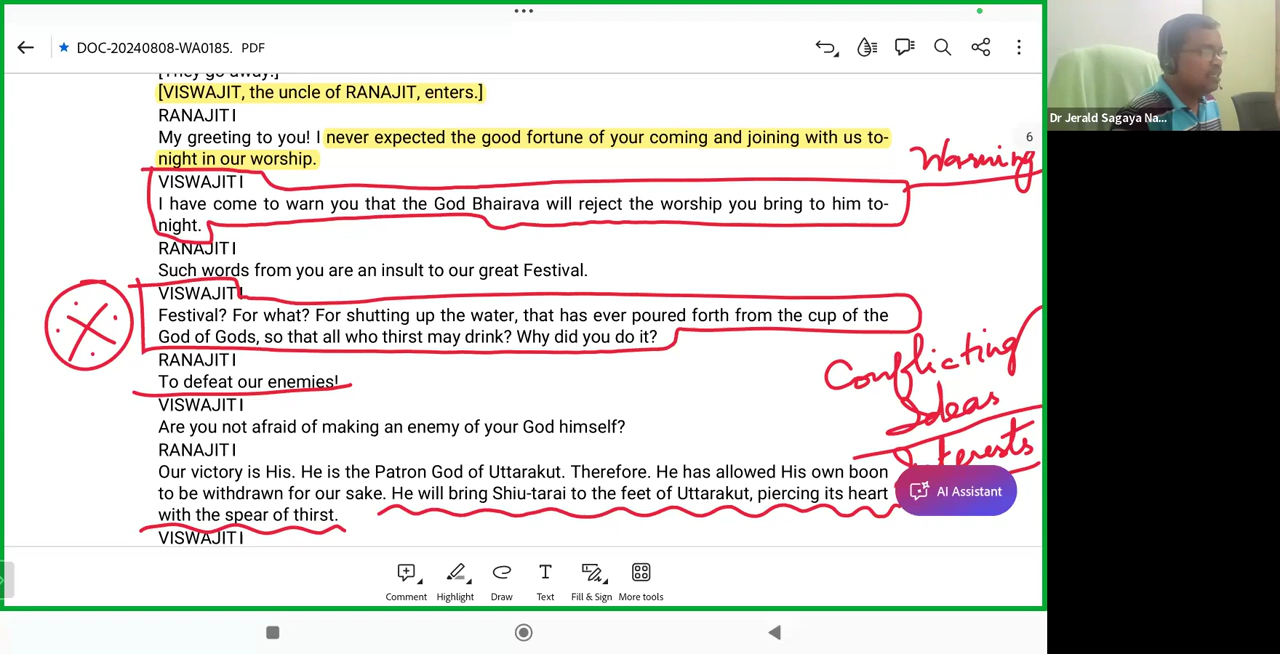 DOC-20240808-WA0185. PDF
[They go away.]
[VISWAJIT, the uncle of RANAJIT, enters.]
RANAJIT I
My greeting to you! I never expected the good fortune of your coming and joining with us to-
night in our worship.
6
Warning
VISWAJIT I
I have come to warn you that the God Bhairava will reject the worship you bring to him to-
night.
RANAJIT I
Such words from you are an insult to our great Festival.
VISWAJIT I
Festival? For what? For shutting up the water, that has ever poured forth from the cup of the
God of Gods, so that all who thirst may drink? Why did you do it?
RANAJIT I
To defeat our enemies!
Conflicting
Ideas
Interests
VISWAJIT I
Are you not afraid of making an enemy of your God himself?
RANAJIT I
Our victory is His. He is the Patron God of Uttarakut. Therefore. He has allowed His own boon
to be withdrawn for our sake. He will bring Shiu-tarai to the feet of Uttarakut, piercing its heart
with the spear of thirst.
VISWAJIT I
AI Assistant
Comment Highlight Draw Text Fill & Sign More tools
Dr Jerald Sagaya Na...